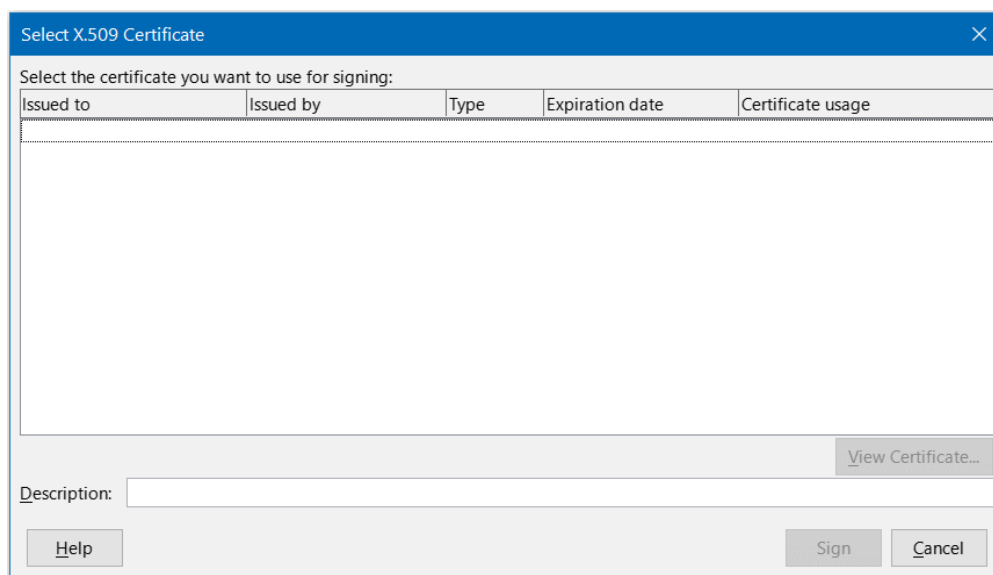 Select X.509 Certificate
Select the certificate you want to use for signing:
Issued to Issued by Type Expiration date Certificate usage
View Certificate...
Description:
Help Sign Cancel